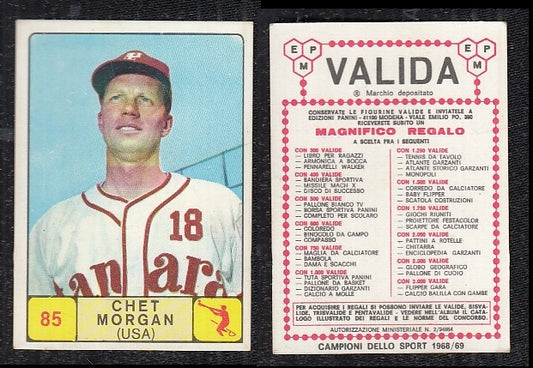 P
18
an ara
85
CHET
MORGAN
(USA)
E P
M
VALIDA
E P
M
® Marchio depositato
CONSERVATE LE FIGURINE VALIDE E INVIATELE A
EDIZIONI PANINI - 41100 MODENA - VIALE EMILIO PO, 380
RICEVERETE SUBITO UN
MAGNIFICO REGALO
A SCELTA FRA I SEGUENTI
CON 300 VALIDE
— LIBRO PER RAGAZZI
— ARMONICA A BOCCA
— PENNARELLI WALKER
CON 400 VALIDE
— BANDIERA SPORTIVA
— MISSILE MACH X
— DISCO DI SUCCESSO
CON 500 VALIDE
— PALLONE BIANCO TV
— BORSA SPORTIVA PANINI
— COMPLETO PER SCOLARO
CON 600 VALIDE
— COLOREDO
— BINOCOLO DA CAMPO
— COMPASSO
CON 750 VALIDE
— MAGLIA DA CALCIATORE
— BAMBOLA
— DAMA E SCACCHI
CON 1.000 VALIDE
— TUTA SPORTIVA PANINI
— PALLONE DA BASKET
— DIZIONARIO GARZANTI
— CALCIO A MOLLE
CON 1.250 VALIDE
— TENNIS DA TAVOLO
— ATLANTE GARZANTI
— ATLANTE STORICO GARZANTI
— MONOPOLI
CON 1.500 VALIDE
— CORREDO DA CALCIATORE
— BABY FLIPPER
— SCATOLA COSTRUZIONI
CON 1.750 VALIDE
— GIOCHI RIUNITI
— PROIETTORE FESTACOLOR
— SCARPE DA CALCIATORE
CON 2.000 VALIDE
— PATTINI A ROTELLE
— CHITARRA
— ENCICLOPEDIA GARZANTI
CON 2.500 VALIDE
— GLOBO GEOGRAFICO
— PALLONE DI CUOIO
CON 3.000 VALIDE
— FLIPPER GARA
— CALCIO BALILLA CON GAMBE
PER ACQUISIRE I REGALI SI POSSONO INVIARE LE VALIDE, BISVA-
LIDE, TRISVALIDE E PENTAVALIDE - VEDERE NELL'ALBUM IL CATA-
LOGO ILLUSTRATO DEI REGALI E LE NORME DEL CONCORSO.
AUTORIZZAZIONE MINISTERIALE N. 2/94864
CAMPIONI DELLO SPORT 1968/69